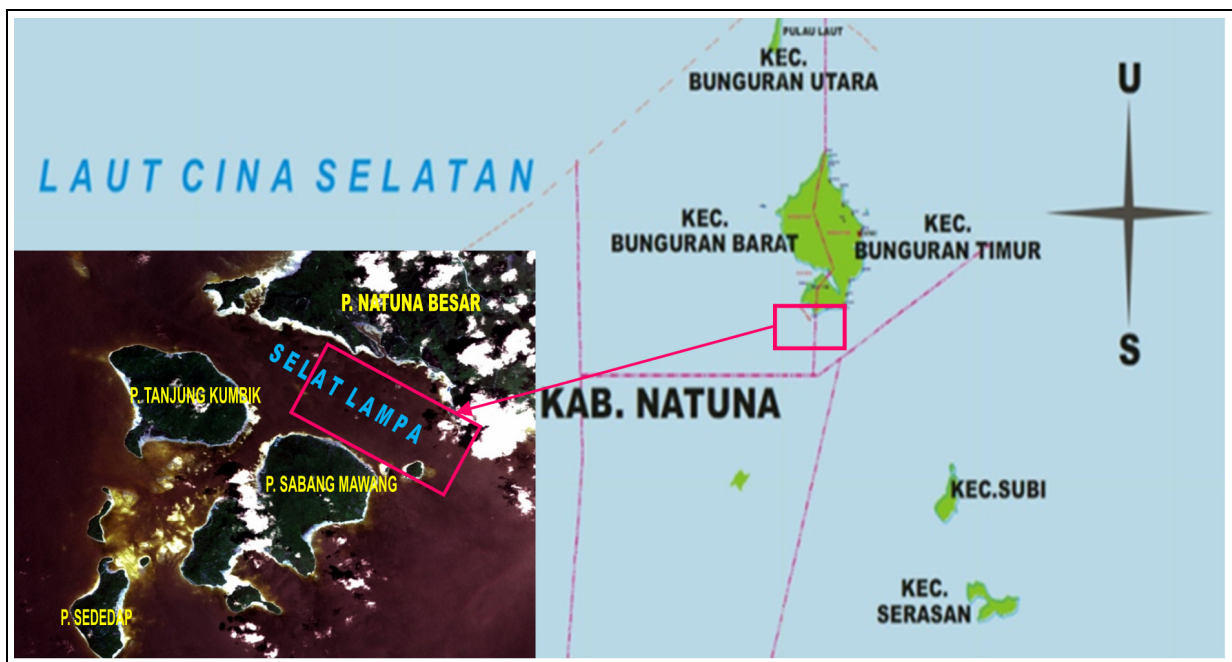 PULAU LAUT
KEC.
BUNGURAN UTARA
U
LAUT CINA SELATAN
KEC.
BUNGURAN BARAT
KEC.
BUNGURAN TIMUR
S
P. NATUNA BESAR
SELAT LAMPA
P. TANJUNG KUMBIK
P. SABANG MAWANG
P. SEDEDAP
KAB. NATUNA
KEC.SUBI
KEC.
SERASAN